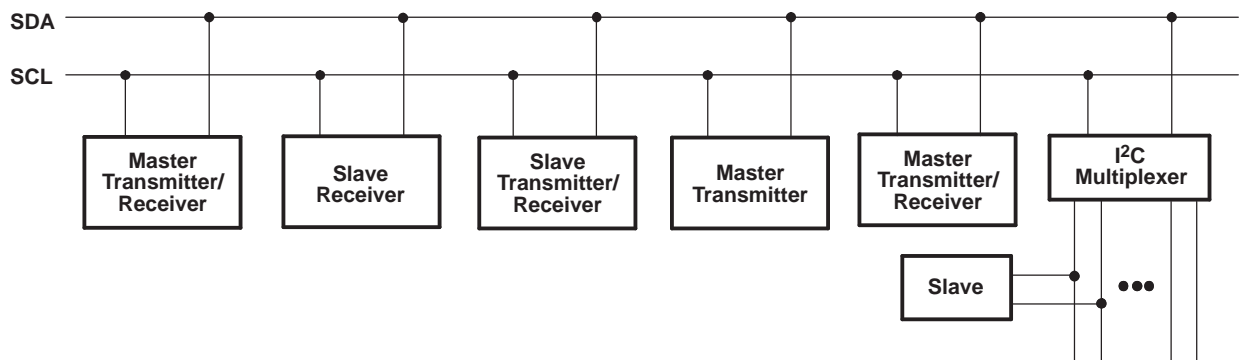 SDA
SCL
Master
Transmitter/
Receiver
Slave
Receiver
Slave
Transmitter/
Receiver
Master
Transmitter
Master
Transmitter/
Receiver
I²C
Multiplexer
Slave